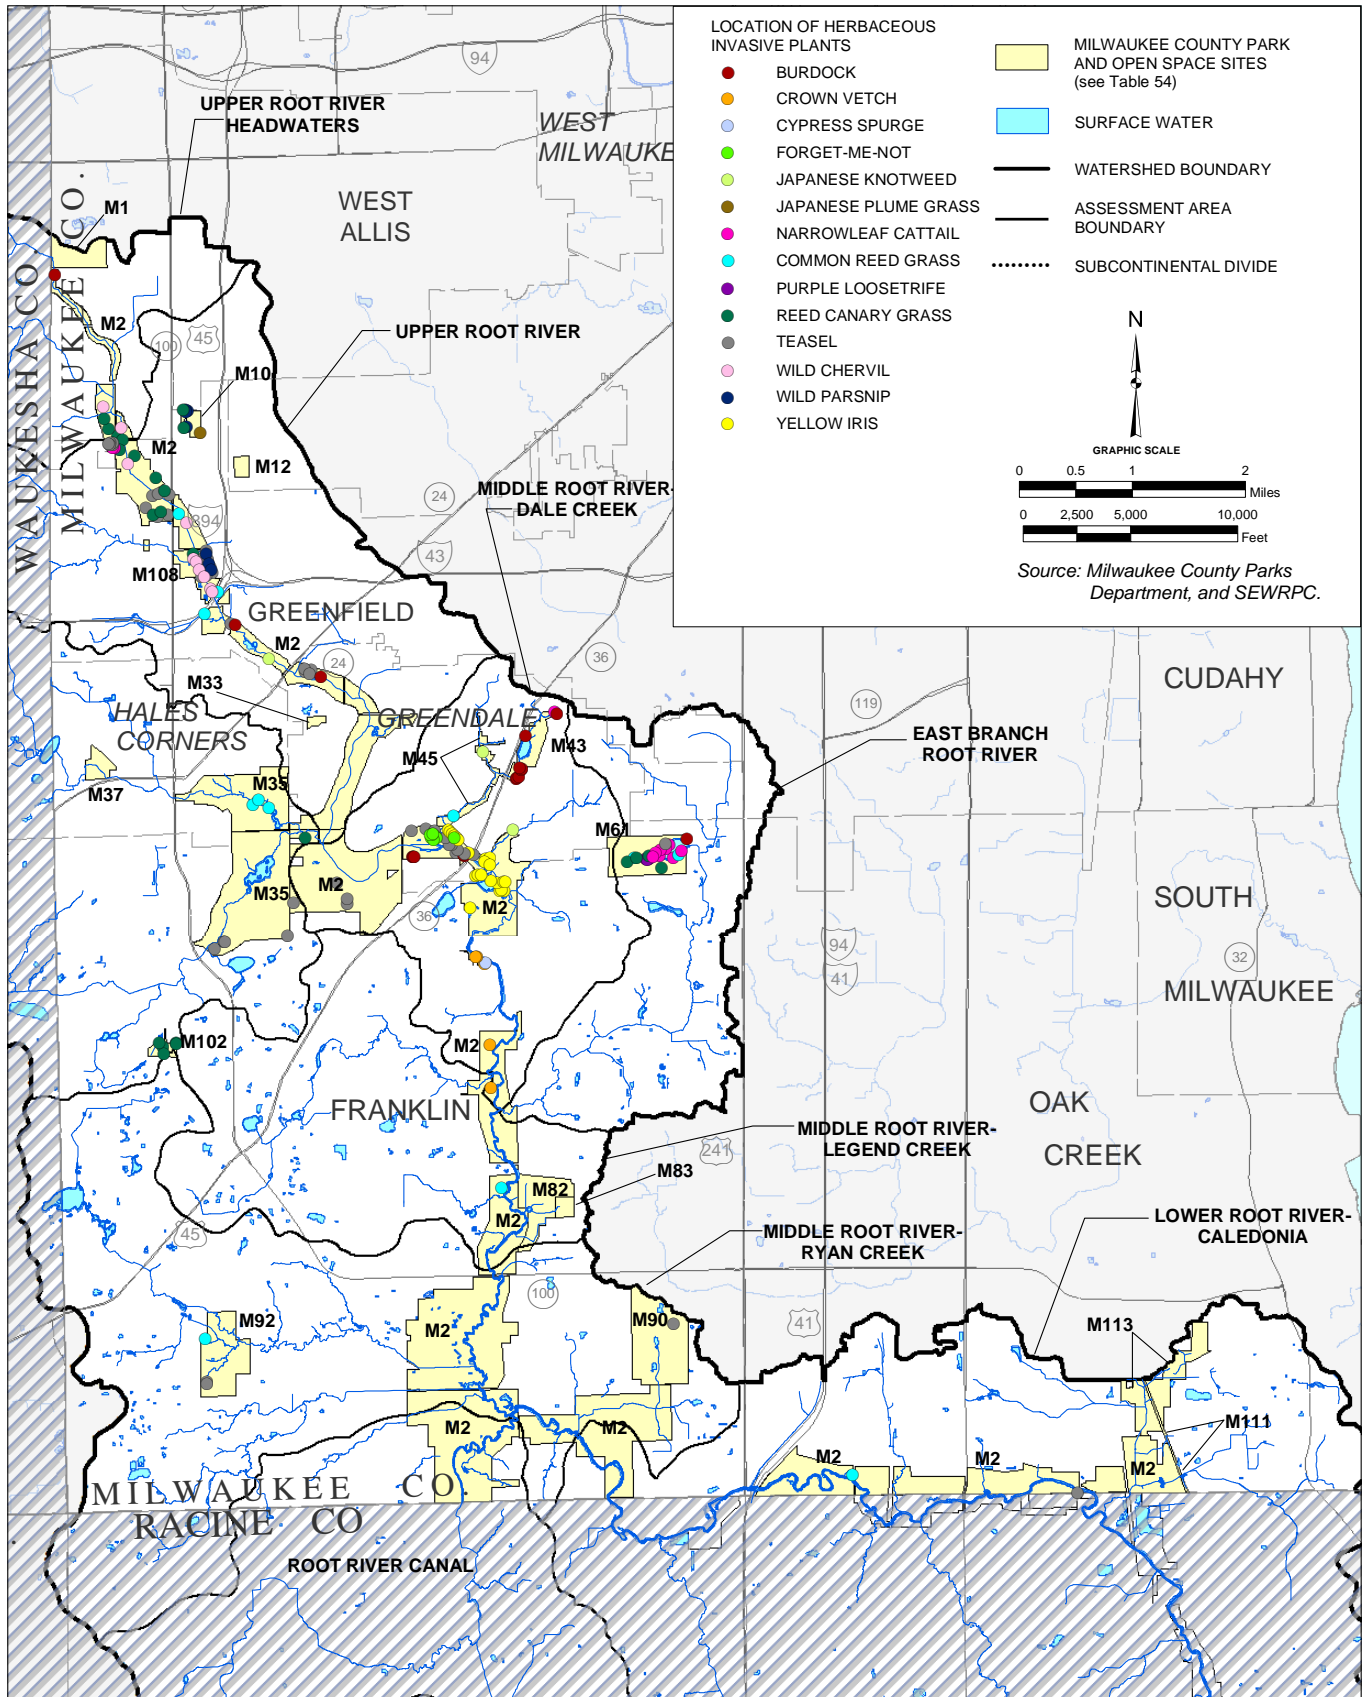 LOCATION OF HERBACEOUS
INVASIVE PLANTS
BURDOCK
CROWN VETCH
CYPRESS SPURGE
FORGET-ME-NOT
JAPANESE KNOTWEED
JAPANESE PLUME GRASS
NARROWLEAF CATTAIL
COMMON REED GRASS
PURPLE LOOSETRIFE
REED CANARY GRASS
TEASEL
WILD CHERVIL
WILD PARSNIP
YELLOW IRIS
MILWAUKEE COUNTY PARK
AND OPEN SPACE SITES
(see Table 54)
SURFACE WATER
WATERSHED BOUNDARY
ASSESSMENT AREA
BOUNDARY
SUBCONTINENTAL DIVIDE
N
GRAPHIC SCALE
0 0.5 1 2
Miles
0 2,500 5,000 10,000
Feet
Source: Milwaukee County Parks
Department, and SEWRPC.
94
UPPER ROOT RIVER
HEADWATERS
WEST
MILWAUKE
WEST
ALLIS
M1
WAUKESHA CO
MILWAUKEE CO.
M2
100
45
UPPER ROOT RIVER
M10
M2
M12
24
MIDDLE ROOT RIVER-
DALE CREEK
894
43
M108
GREENFIELD
M2
24
36
M33
HALES
CORNERS
GREENDALE
CUDAHY
119
M43
EAST BRANCH
ROOT RIVER
M45
M37
M35
M61
M35
M2
M2
36
SOUTH
MILWAUKEE
94
41
32
M102
M2
FRANKLIN
OAK
CREEK
MIDDLE ROOT RIVER-
LEGEND CREEK
241
M83
M82
M2
45
MIDDLE ROOT RIVER-
RYAN CREEK
LOWER ROOT RIVER-
CALEDONIA
100
M92
M2
M90
41
M113
M2
M2
M111
M2
M2
M2
MILWAUKEE CO.
RACINE CO
ROOT RIVER CANAL